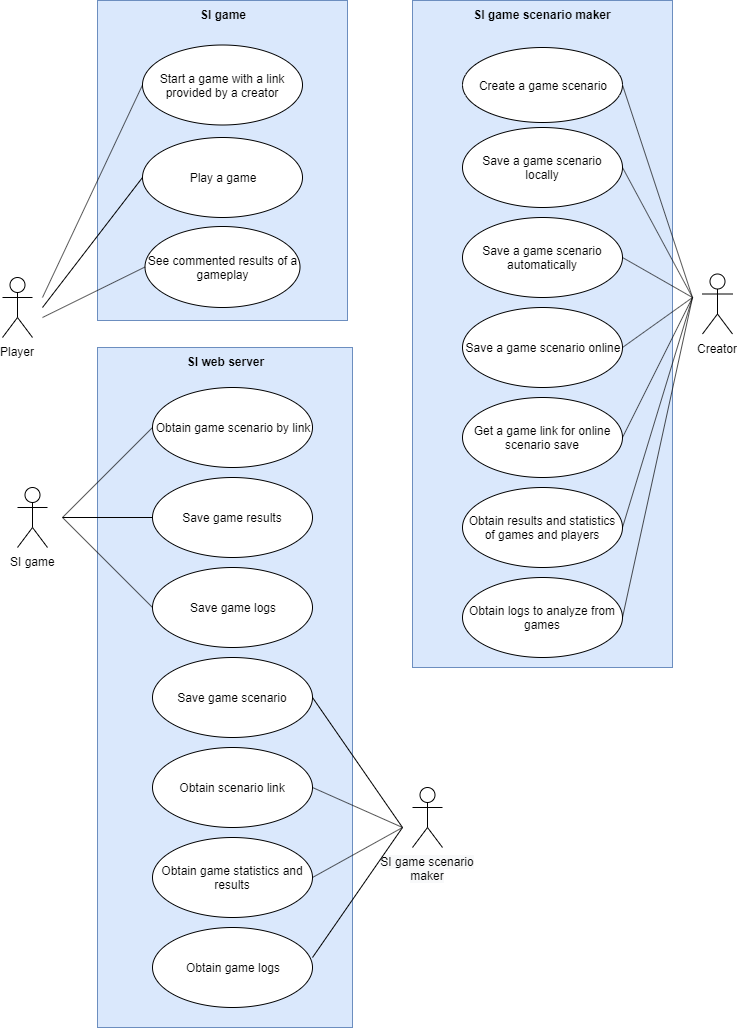 SI game
Start a game with a link
provided by a creator
Play a game
See commented results of a
gameplay
Player
SI game scenario maker
Create a game scenario
Save a game scenario
locally
Save a game scenario
automatically
Save a game scenario online
Get a game link for online
scenario save
Obtain results and statistics
of games and players
Obtain logs to analyze from
games
Creator
SI web server
Obtain game scenario by link
Save game results
Save game logs
Save game scenario
Obtain scenario link
Obtain game statistics and
results
Obtain game logs
SI game
SI game scenario
maker